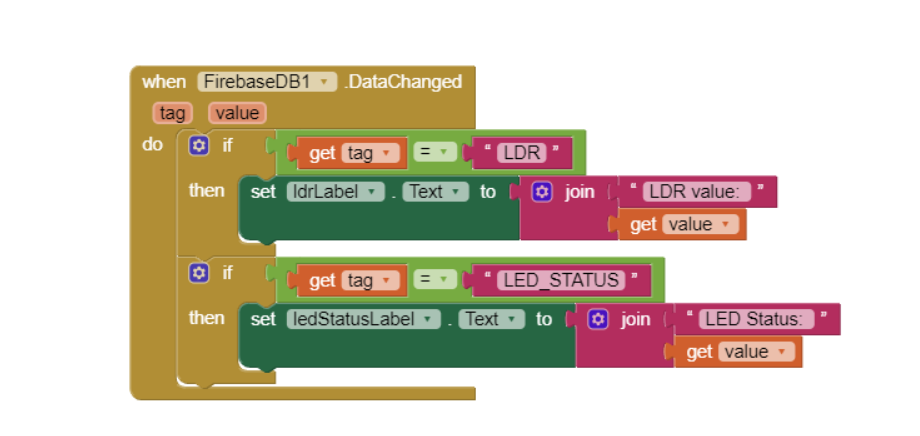 when FirebaseDB1 .DataChanged
tag value
do if get tag = " LDR "
then set ldrLabel . Text to join " LDR value: "
get value
if get tag = " LED_STATUS "
then set ledStatusLabel . Text to join " LED Status: "
get value